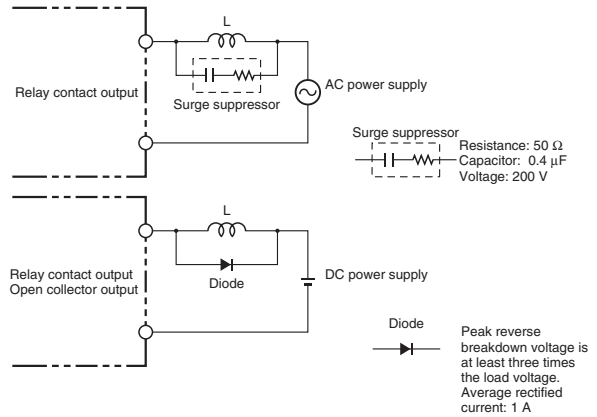 L
Relay contact output
AC power supply
Surge suppressor
Surge suppressor
Resistance: 50 Ω
Capacitor: 0.4 μF
Voltage: 200 V
L
Relay contact output
Open collector output
DC power supply
Diode
Diode
Peak reverse
breakdown voltage is
at least three times
the load voltage.
Average rectified
current: 1 A